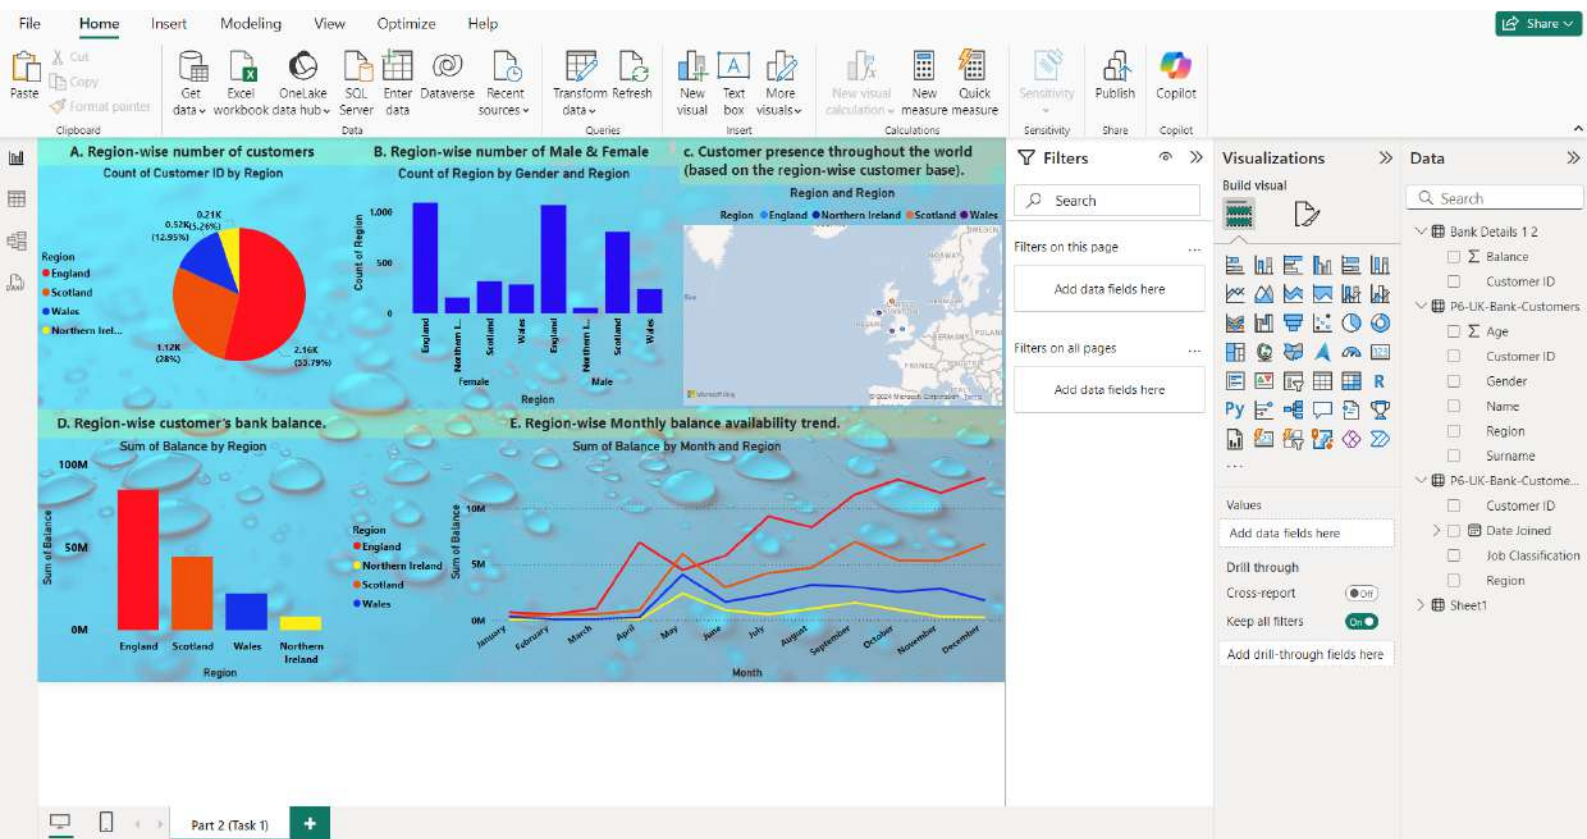 File Home Insert Modeling View Optimize Help
Share
Paste
Cut
Copy
Format painter
Clipboard
Get data
Excel workbook
OneLake data hub
SQL Server
Enter data
Dataverse
Recent sources
Data
Transform data
Refresh
Queries
New visual
Text box
More visuals
Insert
New visual calculation
New measure
Quick measure
Calculations
Sensitivity
Sensitivity
Publish
Share
Copilot
Copilot
A. Region-wise number of customers
Count of Customer ID by Region
Region
England
Scotland
Wales
Northern Irel...
0.21K
(5.26%)
0.52K
(12.95%)
1.12K
(28%)
2.16K
(53.79%)
B. Region-wise number of Male & Female
Count of Region by Gender and Region
Count of Region
1.000
500
0
England
Northern I...
Scotland
Wales
England
Northern I...
Scotland
Wales
Female
Male
Region
c. Customer presence throughout the world
(based on the region-wise customer base).
Region and Region
Region England Northern Ireland Scotland Wales
SWEDEN
NORWAY
GERMANY
POLAN
FRANCE
Microsoft Bing
© 2024 Microsoft Corporation Terms
D. Region-wise customer's bank balance.
Sum of Balance by Region
Sum of Balance
100M
50M
0M
England
Scotland
Wales
Northern
Ireland
Region
E. Region-wise Monthly balance availability trend.
Sum of Balance by Month and Region
Region
England
Northern Ireland
Scotland
Wales
Sum of Balance
10M
5M
0M
January
February
March
April
May
June
July
August
September
October
November
December
Month
Filters
Search
Filters on this page
...
Add data fields here
Filters on all pages
...
Add data fields here
Visualizations
Build visual
R
Py
123
...
Values
Add data fields here
Drill through
Cross-report
Off
Keep all filters
On
Add drill-through fields here
Data
Search
Bank Details 1 2
Balance
Customer ID
P6-UK-Bank-Customers
Age
Customer ID
Gender
Name
Region
Surname
P6-UK-Bank-Custome...
Customer ID
Date Joined
Job Classification
Region
Sheet1
Part 2 (Task 1)